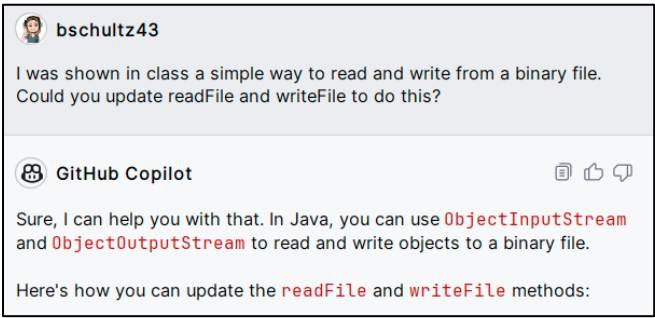 bschultz43
I was shown in class a simple way to read and write from a binary file.
Could you update readFile and writeFile to do this?
GitHub Copilot
Sure, I can help you with that. In Java, you can use ObjectInputStream
and ObjectOutputStream to read and write objects to a binary file.
Here's how you can update the readFile and writeFile methods: